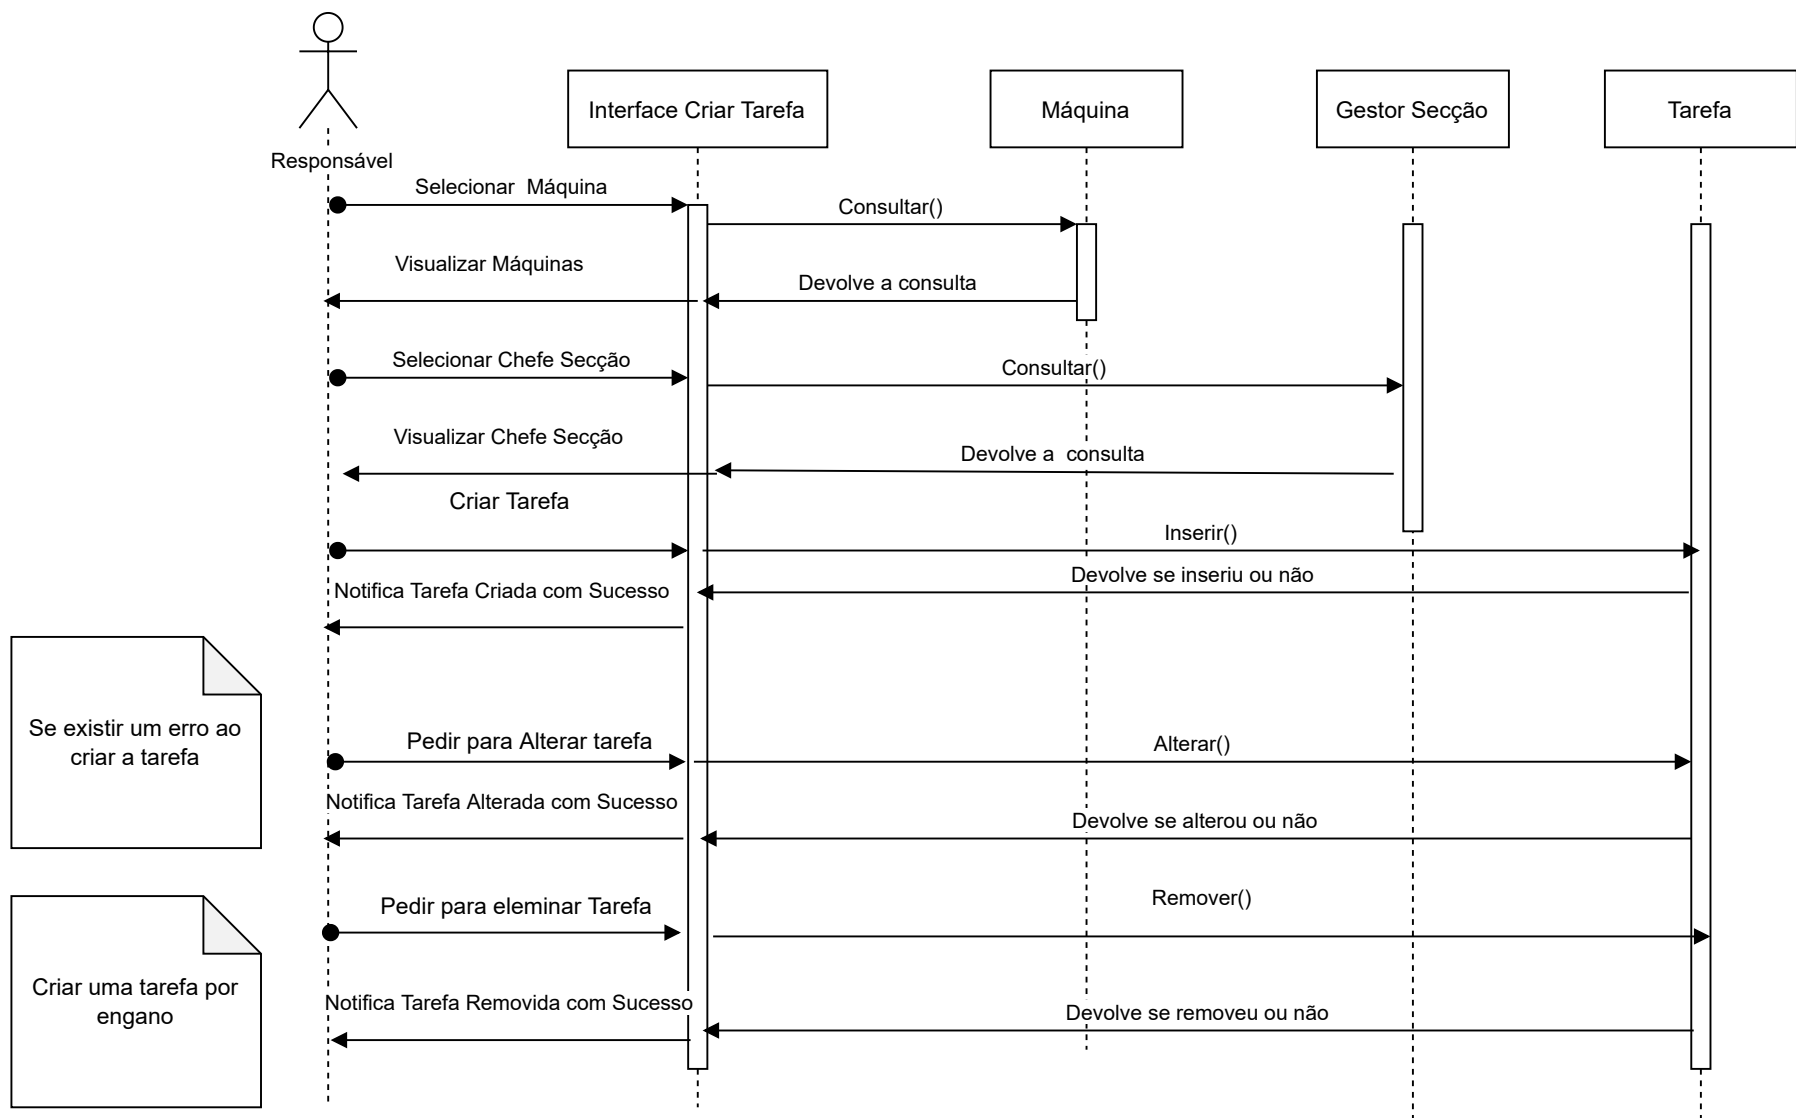 Interface Criar Tarefa
Máquina
Gestor Secção
Tarefa
Responsável
Selecionar  Máquina
Consultar()
Visualizar Máquinas
Devolve a consulta
Selecionar Chefe Secção
Consultar()
Visualizar Chefe Secção
Devolve a  consulta
Criar Tarefa
Inserir()
Devolve se inseriu ou não
Notifica Tarefa Criada com Sucesso
Se existir um erro ao
criar a tarefa
Pedir para Alterar tarefa
Alterar()
Notifica Tarefa Alterada com Sucesso
Devolve se alterou ou não
Pedir para eleminar Tarefa
Remover()
Criar uma tarefa por
engano
Notifica Tarefa Removida com Sucesso
Devolve se removeu ou não